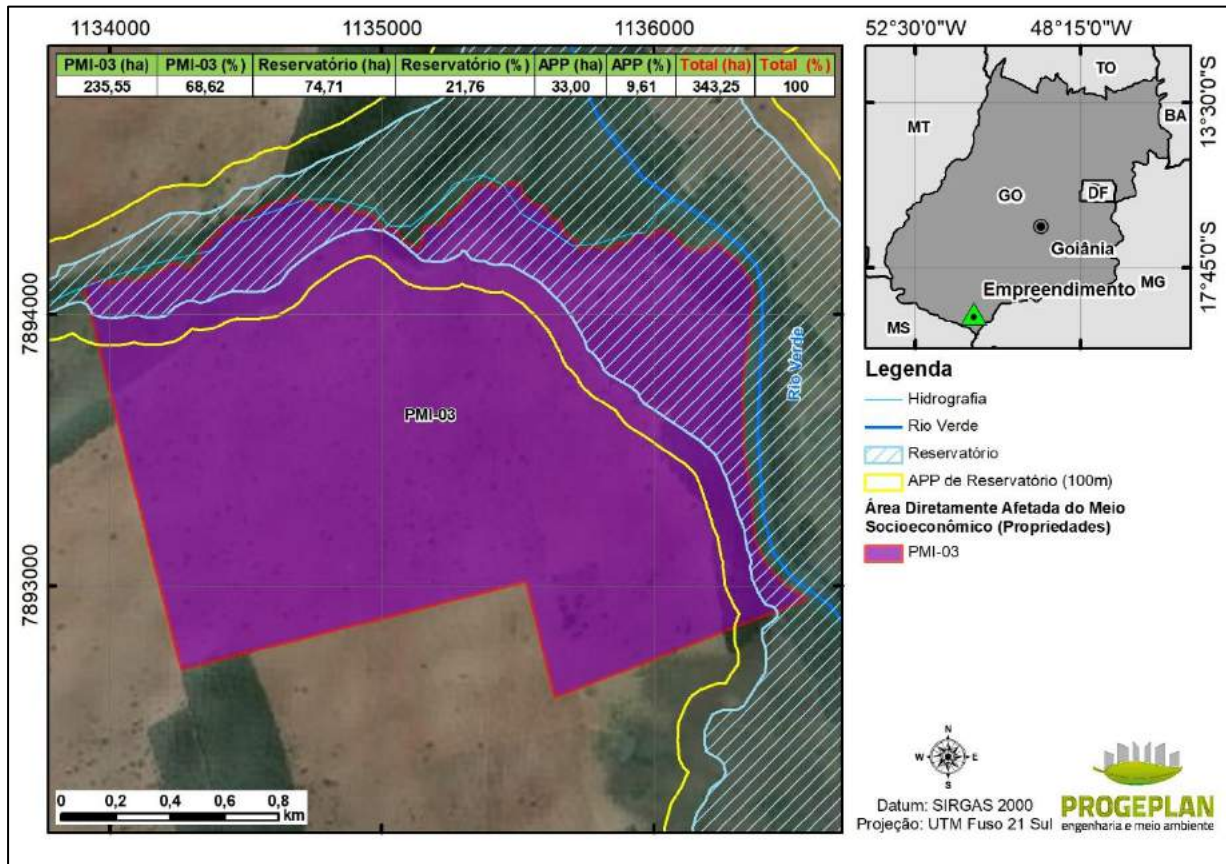 1134000 1135000 1136000
PMI-03 (ha) PMI-03 (%) Reservatório (ha) Reservatório (%) APP (ha) APP (%) Total (ha) Total (%)
235,55 68,62 74,71 21,76 33,00 9,61 343,25 100
7894000
7893000
PMI-03
Rio Verde
0 0,2 0,4 0,6 0,8
km
52°30'0"W 48°15'0"W
13°30'0"S
17°45'0"S
TO
BA
MT
GO
DF
Goiânia
MG
Empreendimento
MS
Legenda
Hidrografia
Rio Verde
Reservatório
APP de Reservatório (100m)
Área Diretamente Afetada do Meio
Socioeconômico (Propriedades)
PMI-03
N
W E
S
Datum: SIRGAS 2000
Projeção: UTM Fuso 21 Sul
PROGEPLAN
engenharia e meio ambiente